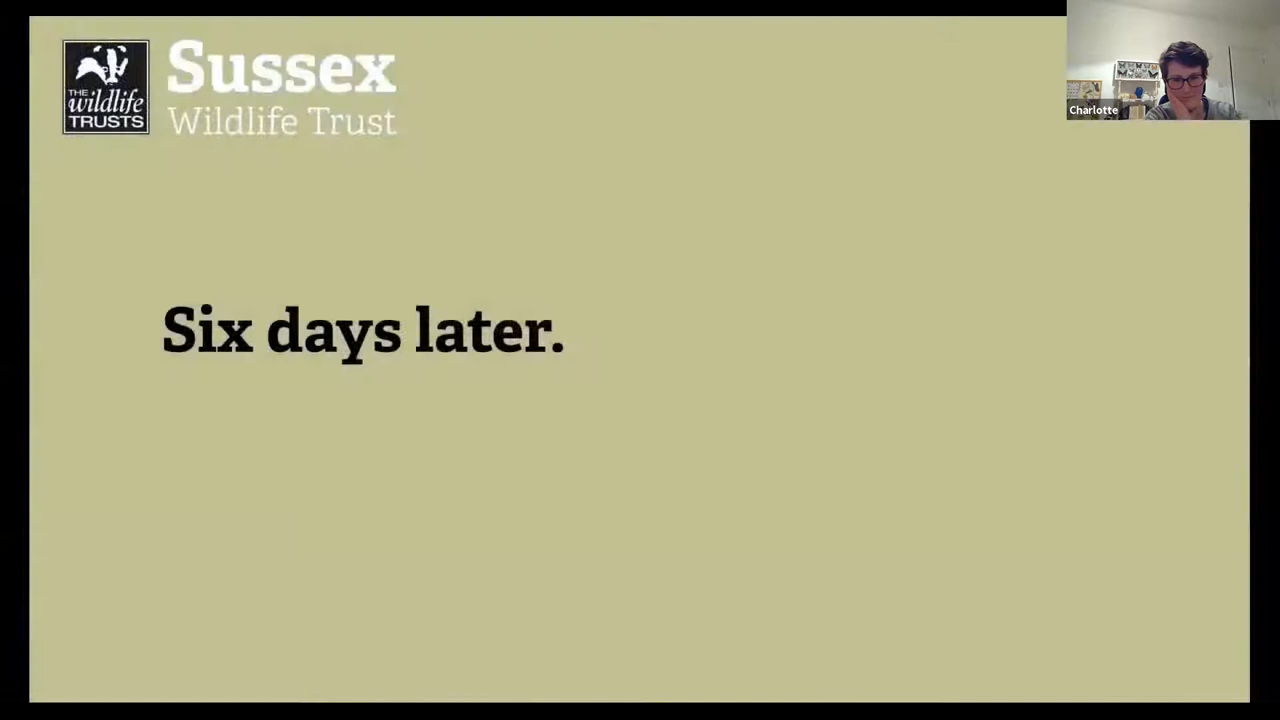 Sussex
Wildlife Trust
THE
wildlife
TRUSTS
Charlotte
Six days later.